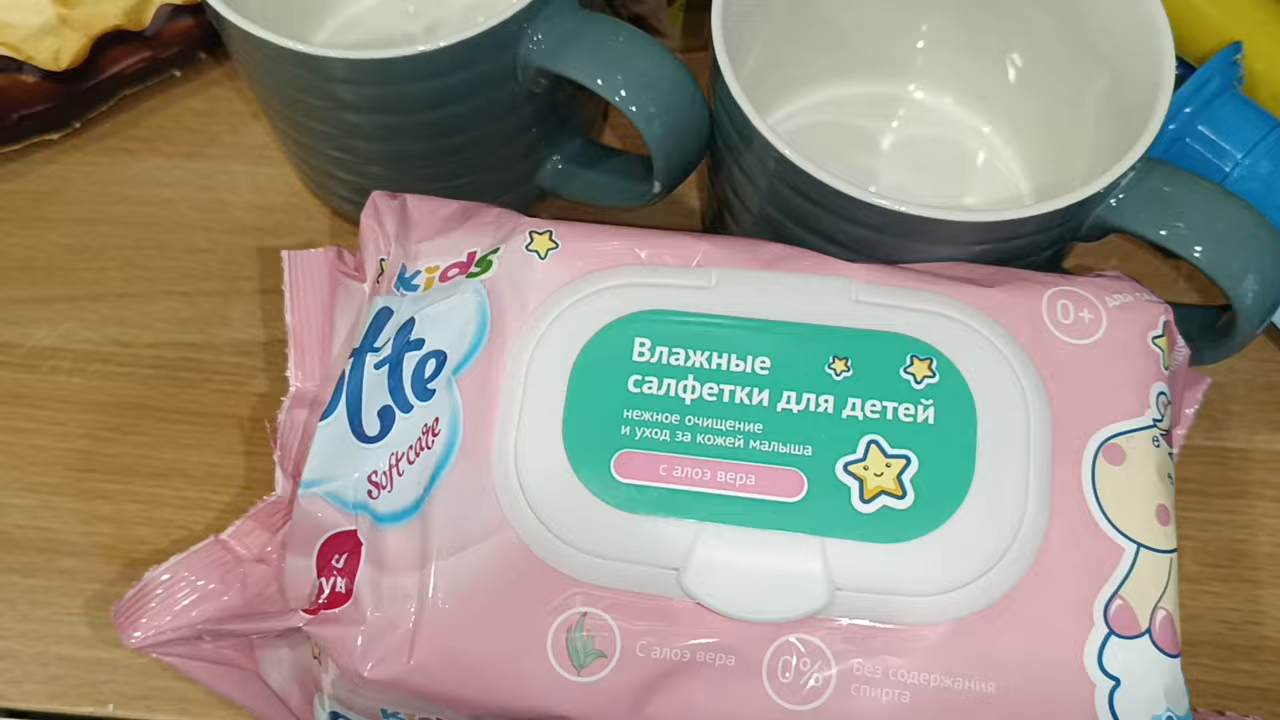 kids
Soft care
0+
Влажные
салфетки для детей
нежное очищение
и уход за кожей малыша
с алоэ вера
С алоэ вера
0%
Без содержания
спирта
kids